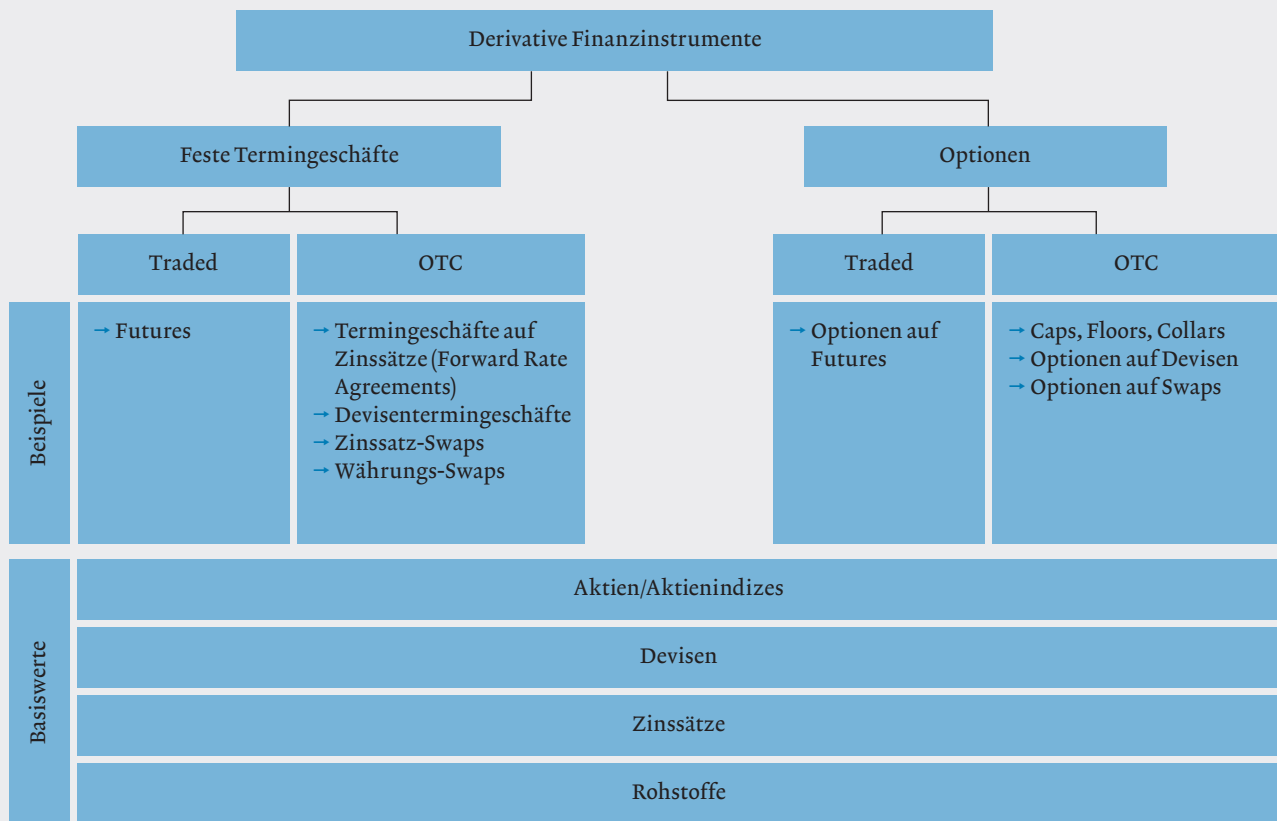 Derivative Finanzinstrumente
Feste Termingeschäfte
Optionen
Traded
OTC
Traded
OTC
Beispiele
→ Futures
→ Termingeschäfte auf
Zinssätze (Forward Rate
Agreements)
→ Devisentermingeschäfte
→ Zinssatz-Swaps
→ Währungs-Swaps
→ Optionen auf
Futures
→ Caps, Floors, Collars
→ Optionen auf Devisen
→ Optionen auf Swaps
Basiswerte
Aktien/Aktienindizes
Devisen
Zinssätze
Rohstoffe